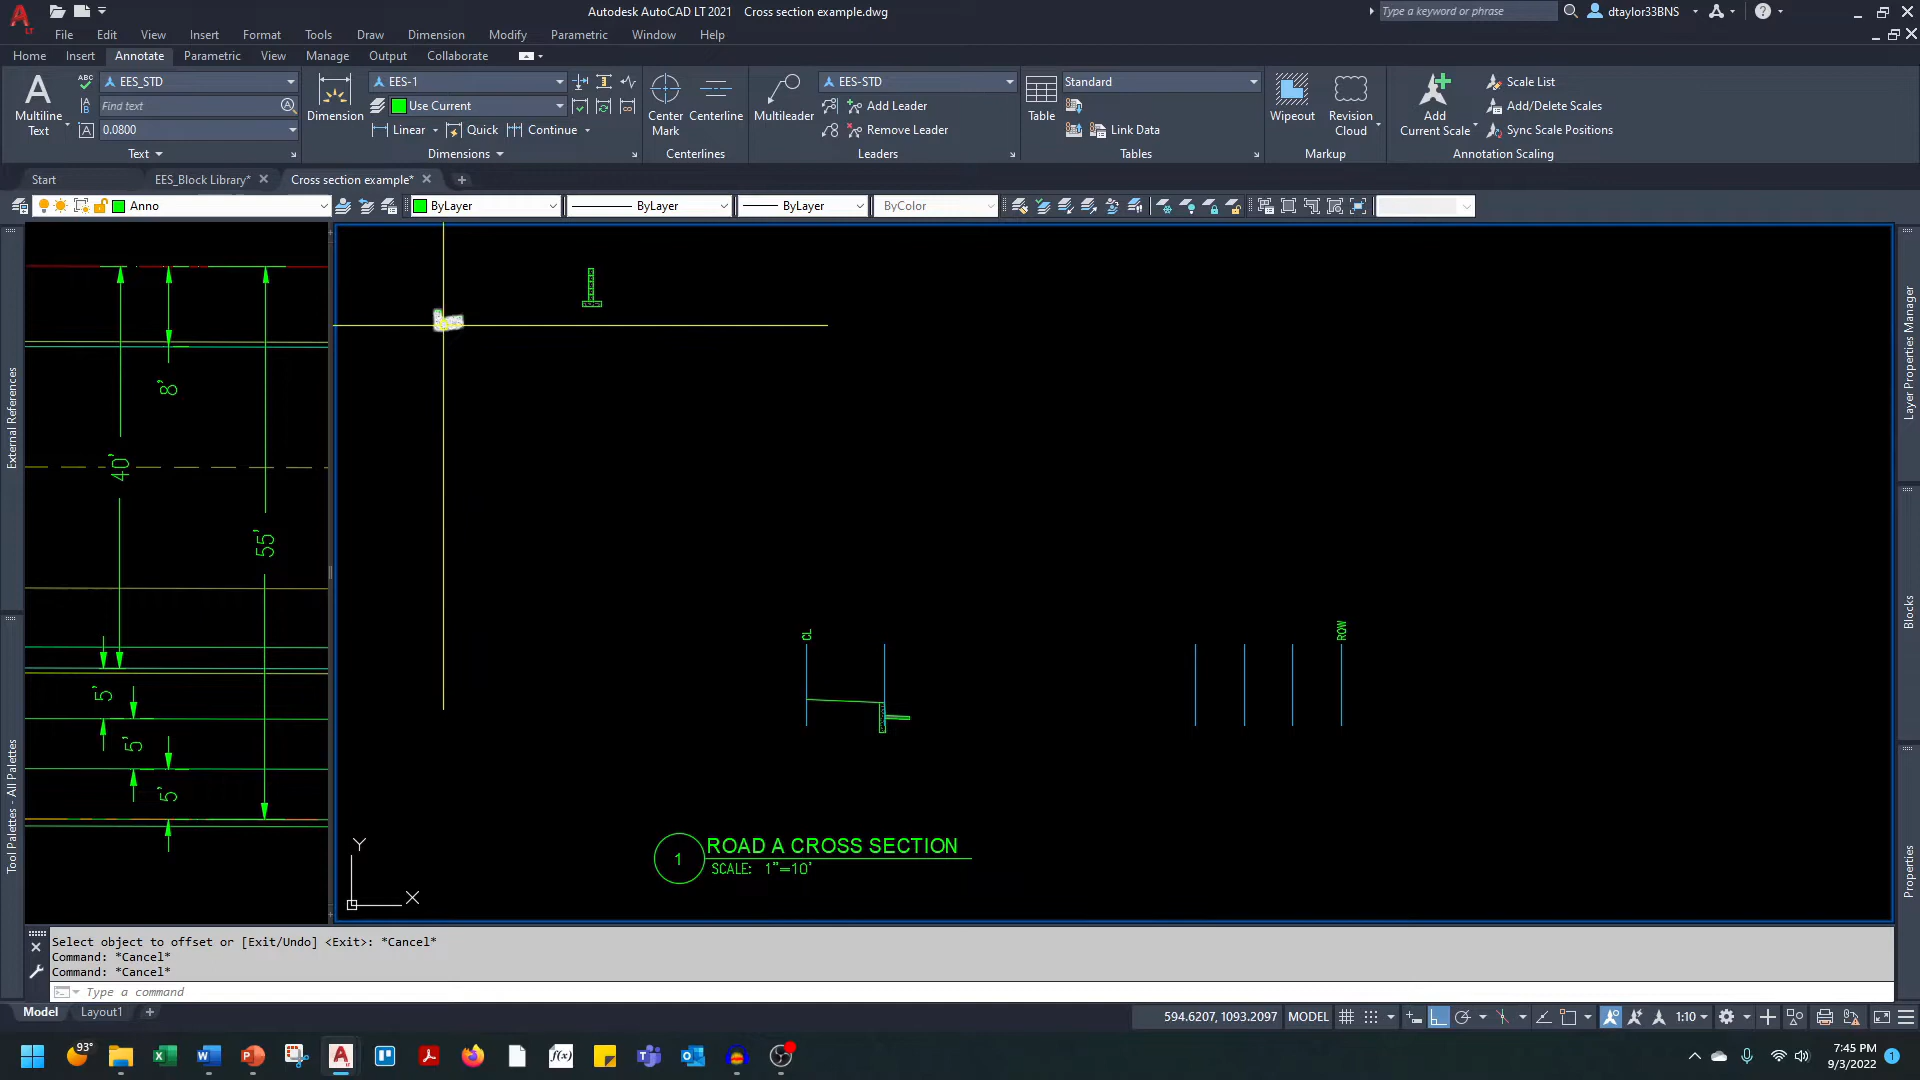 Autodesk AutoCAD LT 2021 Cross section example.dwg
Type a keyword or phrase
dtaylor33BNS
LT
File Edit View Insert Format Tools Draw Dimension Modify Parametric Window Help
Home Insert Annotate Parametric View Manage Output Collaborate
Multiline Text
ABC
EES_STD
Find text
0.0800
Text
Dimension
EES-1
Use Current
Linear Quick Continue
Dimensions
Center Mark
Centerline
Centerlines
Multileader
EES-STD
Add Leader
Remove Leader
Leaders
Table
Standard
Link Data
Tables
Wipeout
Revision Cloud
Markup
Add Current Scale
Scale List
Add/Delete Scales
Sync Scale Positions
Annotation Scaling
Start EES_Block Library* Cross section example*
Anno ByLayer ByLayer ByLayer ByColor
External References
Tool Palettes - All Palettes
Layer Properties Manager
Blocks
Properties
8'
40'
55'
5'
5'
5'
CL
ROW
1 ROAD A CROSS SECTION
SCALE: 1"=10'
Y
X
Select object to offset or [Exit/Undo] <Exit>: *Cancel*
Command: *Cancel*
Command: *Cancel*
Type a command
Model Layout1
594.6207, 1093.2097 MODEL 1:10
93°
f(x)
7:45 PM
9/3/2022
1